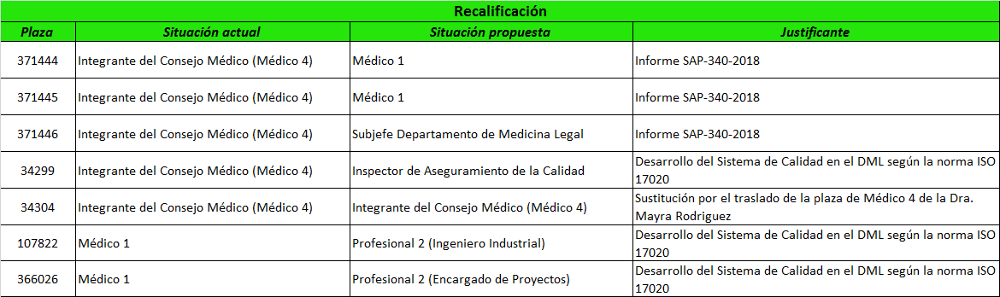 Recalificación
Plaza Situación actual Situación propuesta Justificante
371444 Integrante del Consejo Médico (Médico 4) Médico 1 Informe SAP-340-2018
371445 Integrante del Consejo Médico (Médico 4) Médico 1 Informe SAP-340-2018
371446 Integrante del Consejo Médico (Médico 4) Subjefe Departamento de Medicina Legal Informe SAP-340-2018
34299 Integrante del Consejo Médico (Médico 4) Inspector de Aseguramiento de la Calidad Desarrollo del Sistema de Calidad en el DML según la norma ISO
17020
34304 Integrante del Consejo Médico (Médico 4) Integrante del Consejo Médico (Médico 4) Sustitución por el traslado de la plaza de Médico 4 de la Dra.
Mayra Rodriguez
107822 Médico 1 Profesional 2 (Ingeniero Industrial) Desarrollo del Sistema de Calidad en el DML según la norma ISO
17020
366026 Médico 1 Profesional 2 (Encargado de Proyectos) Desarrollo del Sistema de Calidad en el DML según la norma ISO
17020